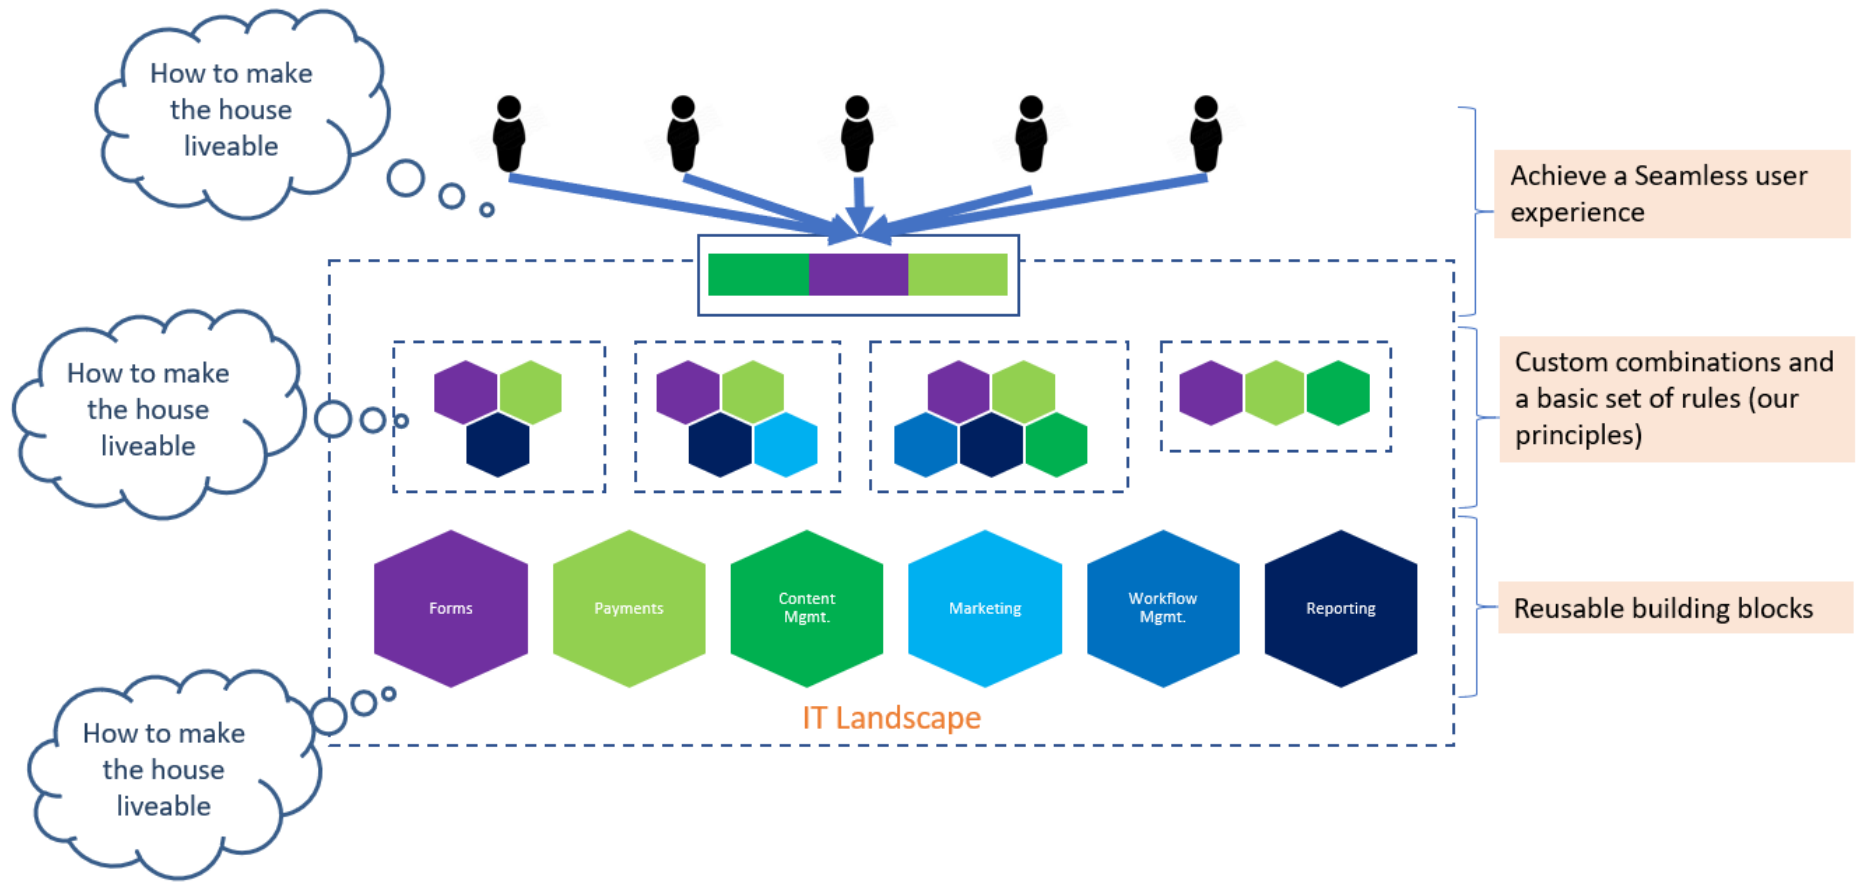 How to make
the house
liveable
Achieve a Seamless user
experience
How to make
the house
liveable
Custom combinations and
a basic set of rules (our
principles)
Forms
Payments
Content
Mgmt.
Marketing
Workflow
Mgmt.
Reporting
Reusable building blocks
IT Landscape
How to make
the house
liveable